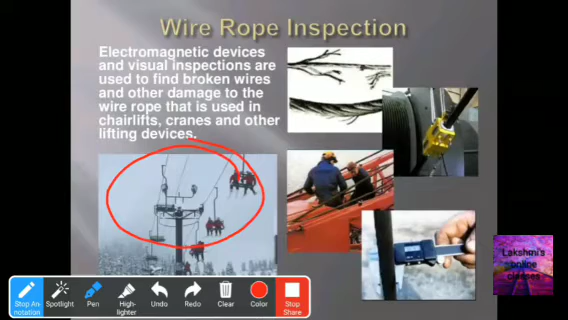 Wire Rope Inspection
Electromagnetic devices
and visual inspections are
used to find broken wires
and other damage to the
wire rope that is used in
chairlifts, cranes and other
lifting devices.
Lakshmi's
online
classes
Stop An-
notation
Spotlight
Pen
High-
lighter
Undo
Redo
Clear
Color
Stop
Share